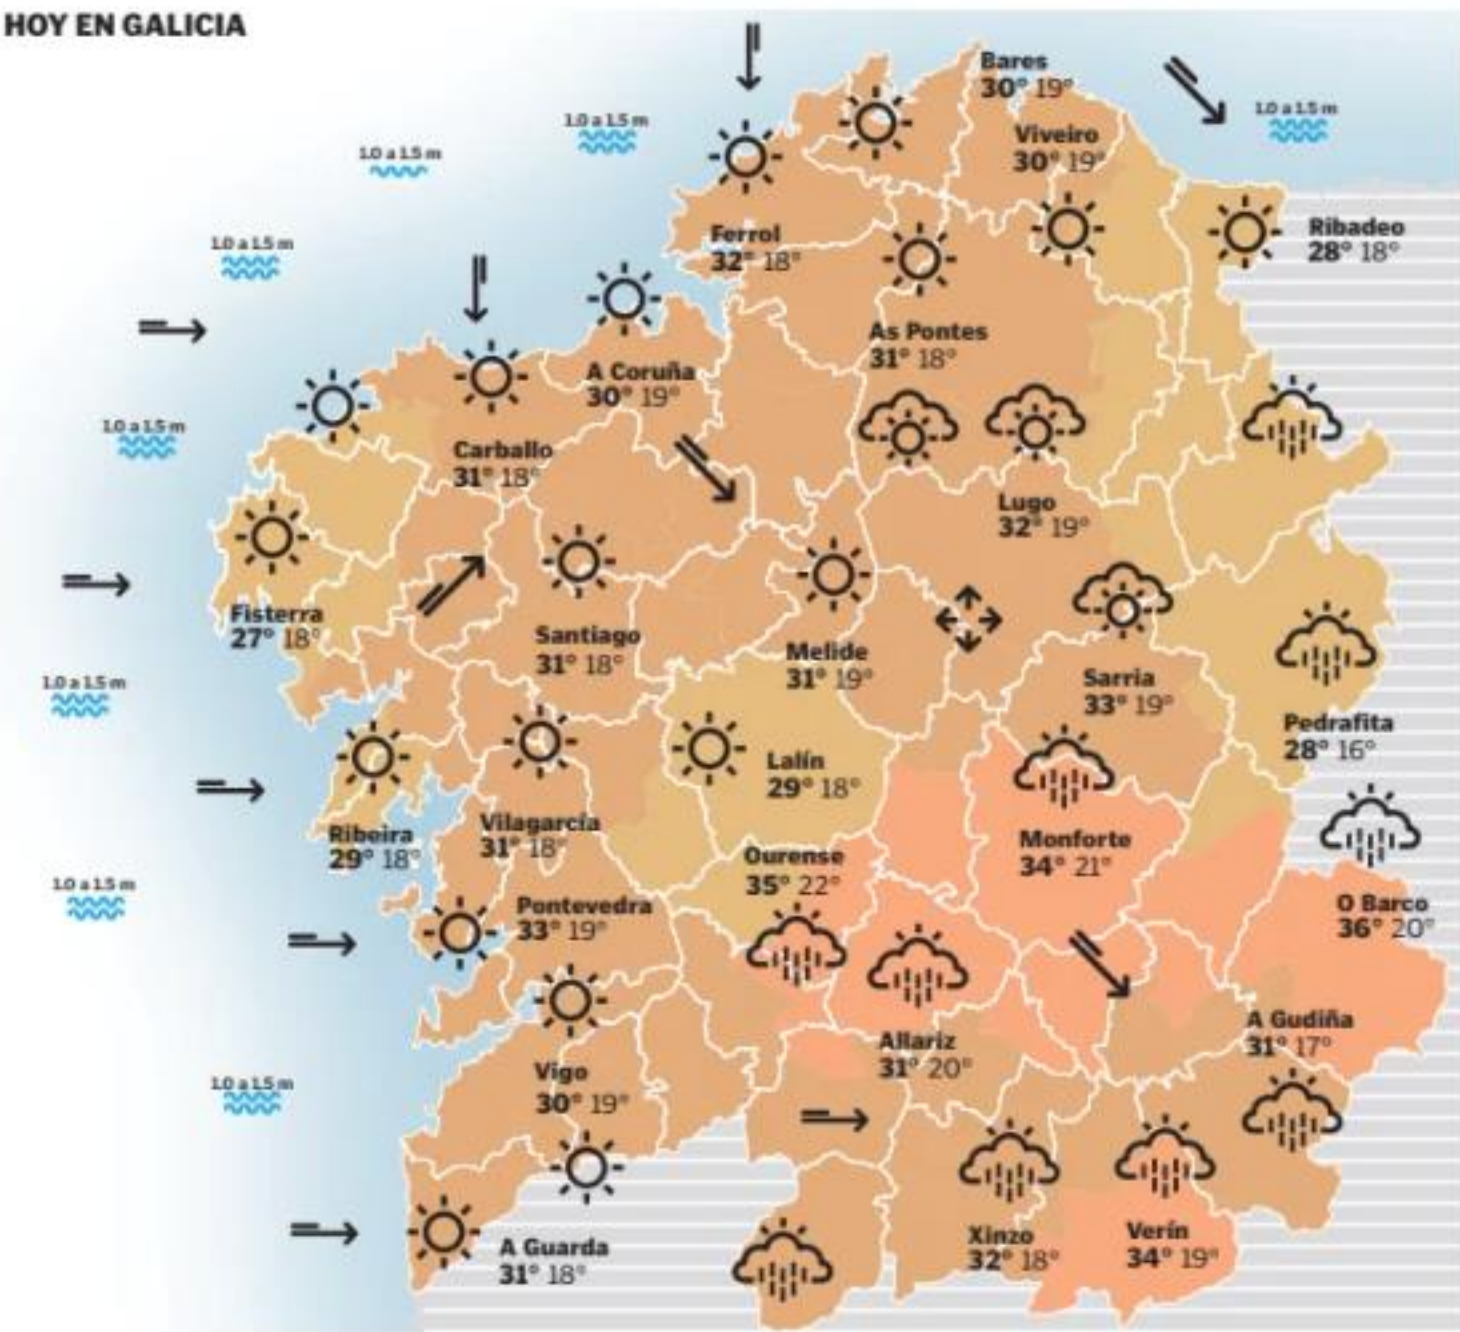 HOY EN GALICIA
Bares
30° 19°
1.0 a 1.5 m
1.0 a 1.5 m
Viveiro
30° 19°
1.0 a 1.5 m
Ferrol
32° 18°
Ribadeo
28° 18°
1.0 a 1.5 m
As Pontes
31° 18°
A Coruña
30° 19°
1.0 a 1.5 m
Carballo
31° 18°
Lugo
32° 19°
Fisterra
27° 18°
Santiago
31° 18°
Melide
31° 19°
Sarria
33° 19°
1.0 a 1.5 m
Pedrafita
28° 16°
Lalín
29° 18°
Ribeira
29° 18°
Vilagarcía
31° 18°
Monforte
34° 21°
Ourense
35° 22°
1.0 a 1.5 m
Pontevedra
33° 19°
O Barco
36° 20°
A Gudiña
31° 17°
Allariz
31° 20°
Vigo
30° 19°
1.0 a 1.5 m
Xinzo
32° 18°
Verín
34° 19°
A Guarda
31° 18°